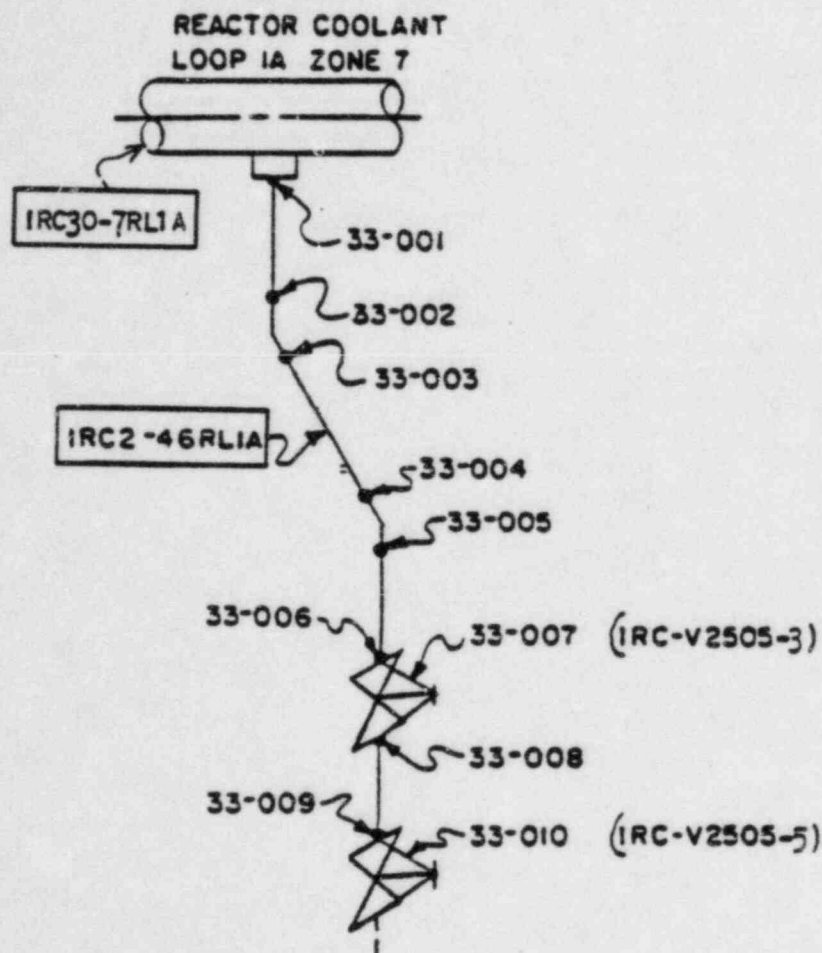 REACTOR COOLANT
LOOP 1A ZONE 7
1RC30-7RL1A
33-001
33-002
33-003
1RC2-46RL1A
33-004
33-005
33-006
33-007 (1RC-V2505-3)
33-008
33-009
33-010 (1RC-V2505-5)